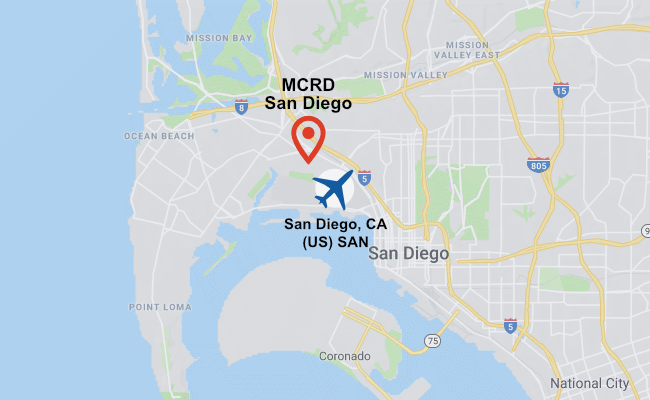 MISSION BAY
MISSION
VALLEY EAST
MISSION VALLEY
15
MCRD
San Diego
8
OCEAN BEACH
805
5
San Diego, CA
(US) SAN
San Diego
POINT LOMA
5
75
Coronado
National City